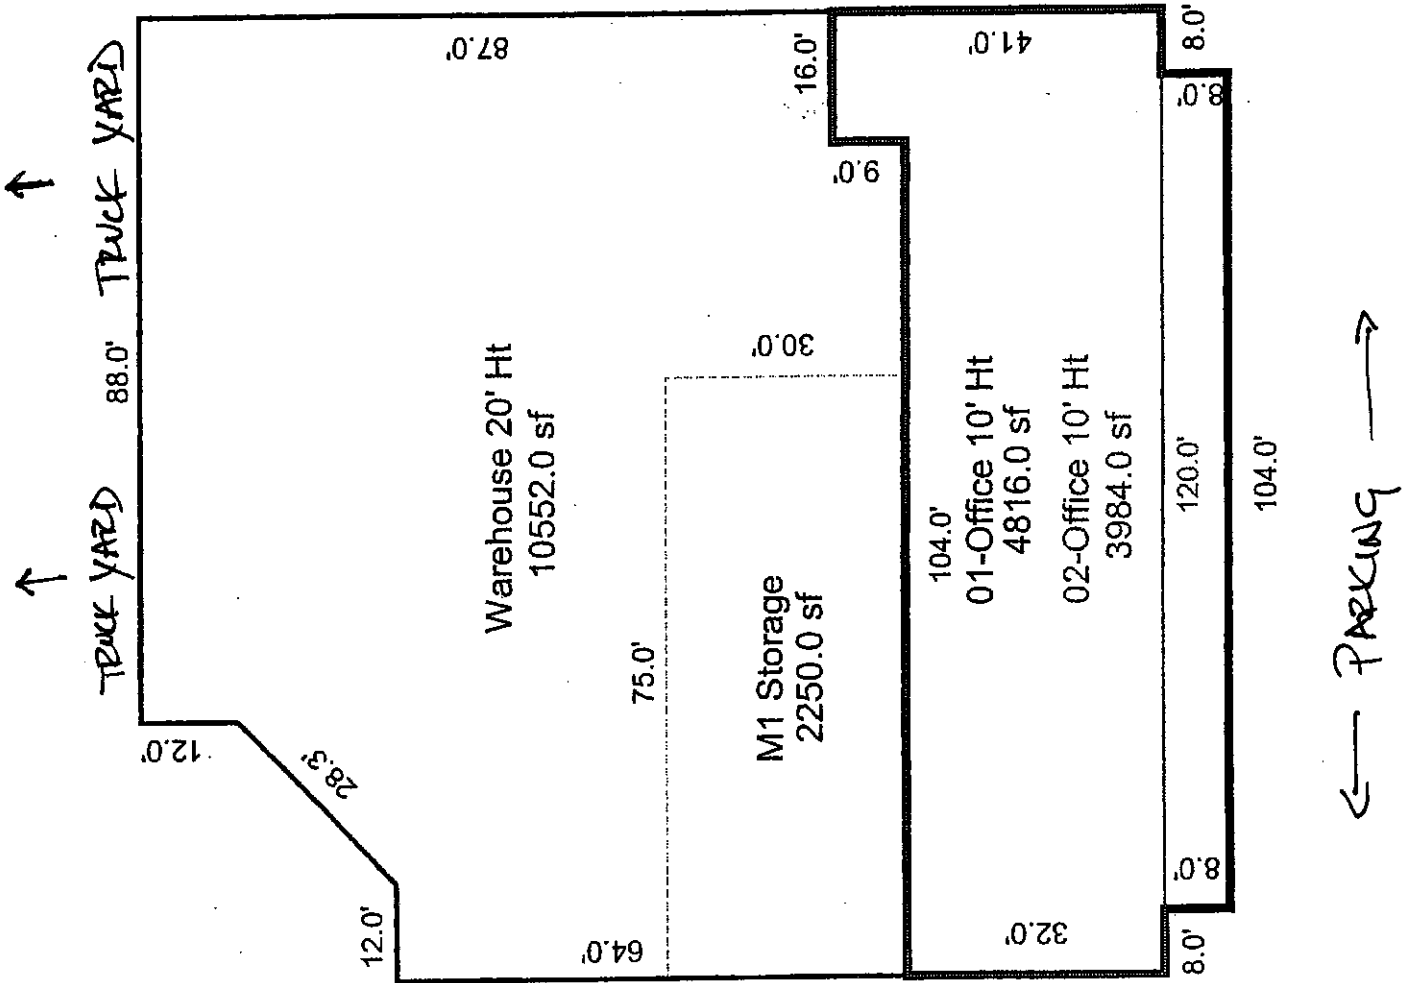 TRUCK YARD
TRUCK YARD
88.0'
87.0'
16.0'
41.0'
8.0'
8.0'
9.0'
12.0'
28.3'
12.0'
64.0'
Warehouse 20' Ht
10552.0 sf
30.0'
75.0'
M1 Storage
2250.0 sf
104.0'
01-Office 10' Ht
4816.0 sf
02-Office 10' Ht
3984.0 sf
32.0'
120.0'
8.0'
8.0'
104.0'
PARKING